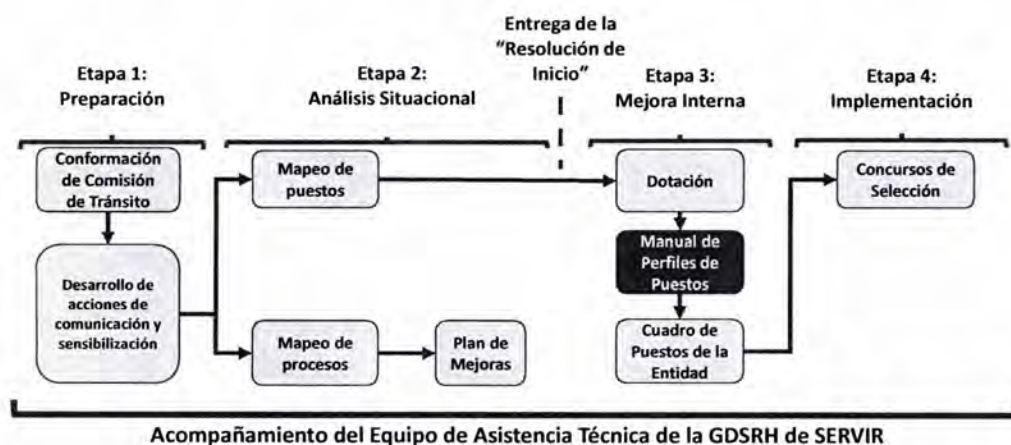 Entrega de la
"Resolución de
Inicio"
Etapa 1:
Preparación
Etapa 2:
Análisis Situacional
Etapa 3:
Mejora Interna
Etapa 4:
Implementación
Conformación
de Comisión
de Tránsito
Mapeo de
puestos
Dotación
Concursos de
Selección
Manual de
Perfiles de
Puestos
Desarrollo de
acciones de
comunicación y
sensibilización
Mapeo de
procesos
Plan de
Mejoras
Cuadro de
Puestos de la
Entidad
Acompañamiento del Equipo de Asistencia Técnica de la GDSRH de SERVIR